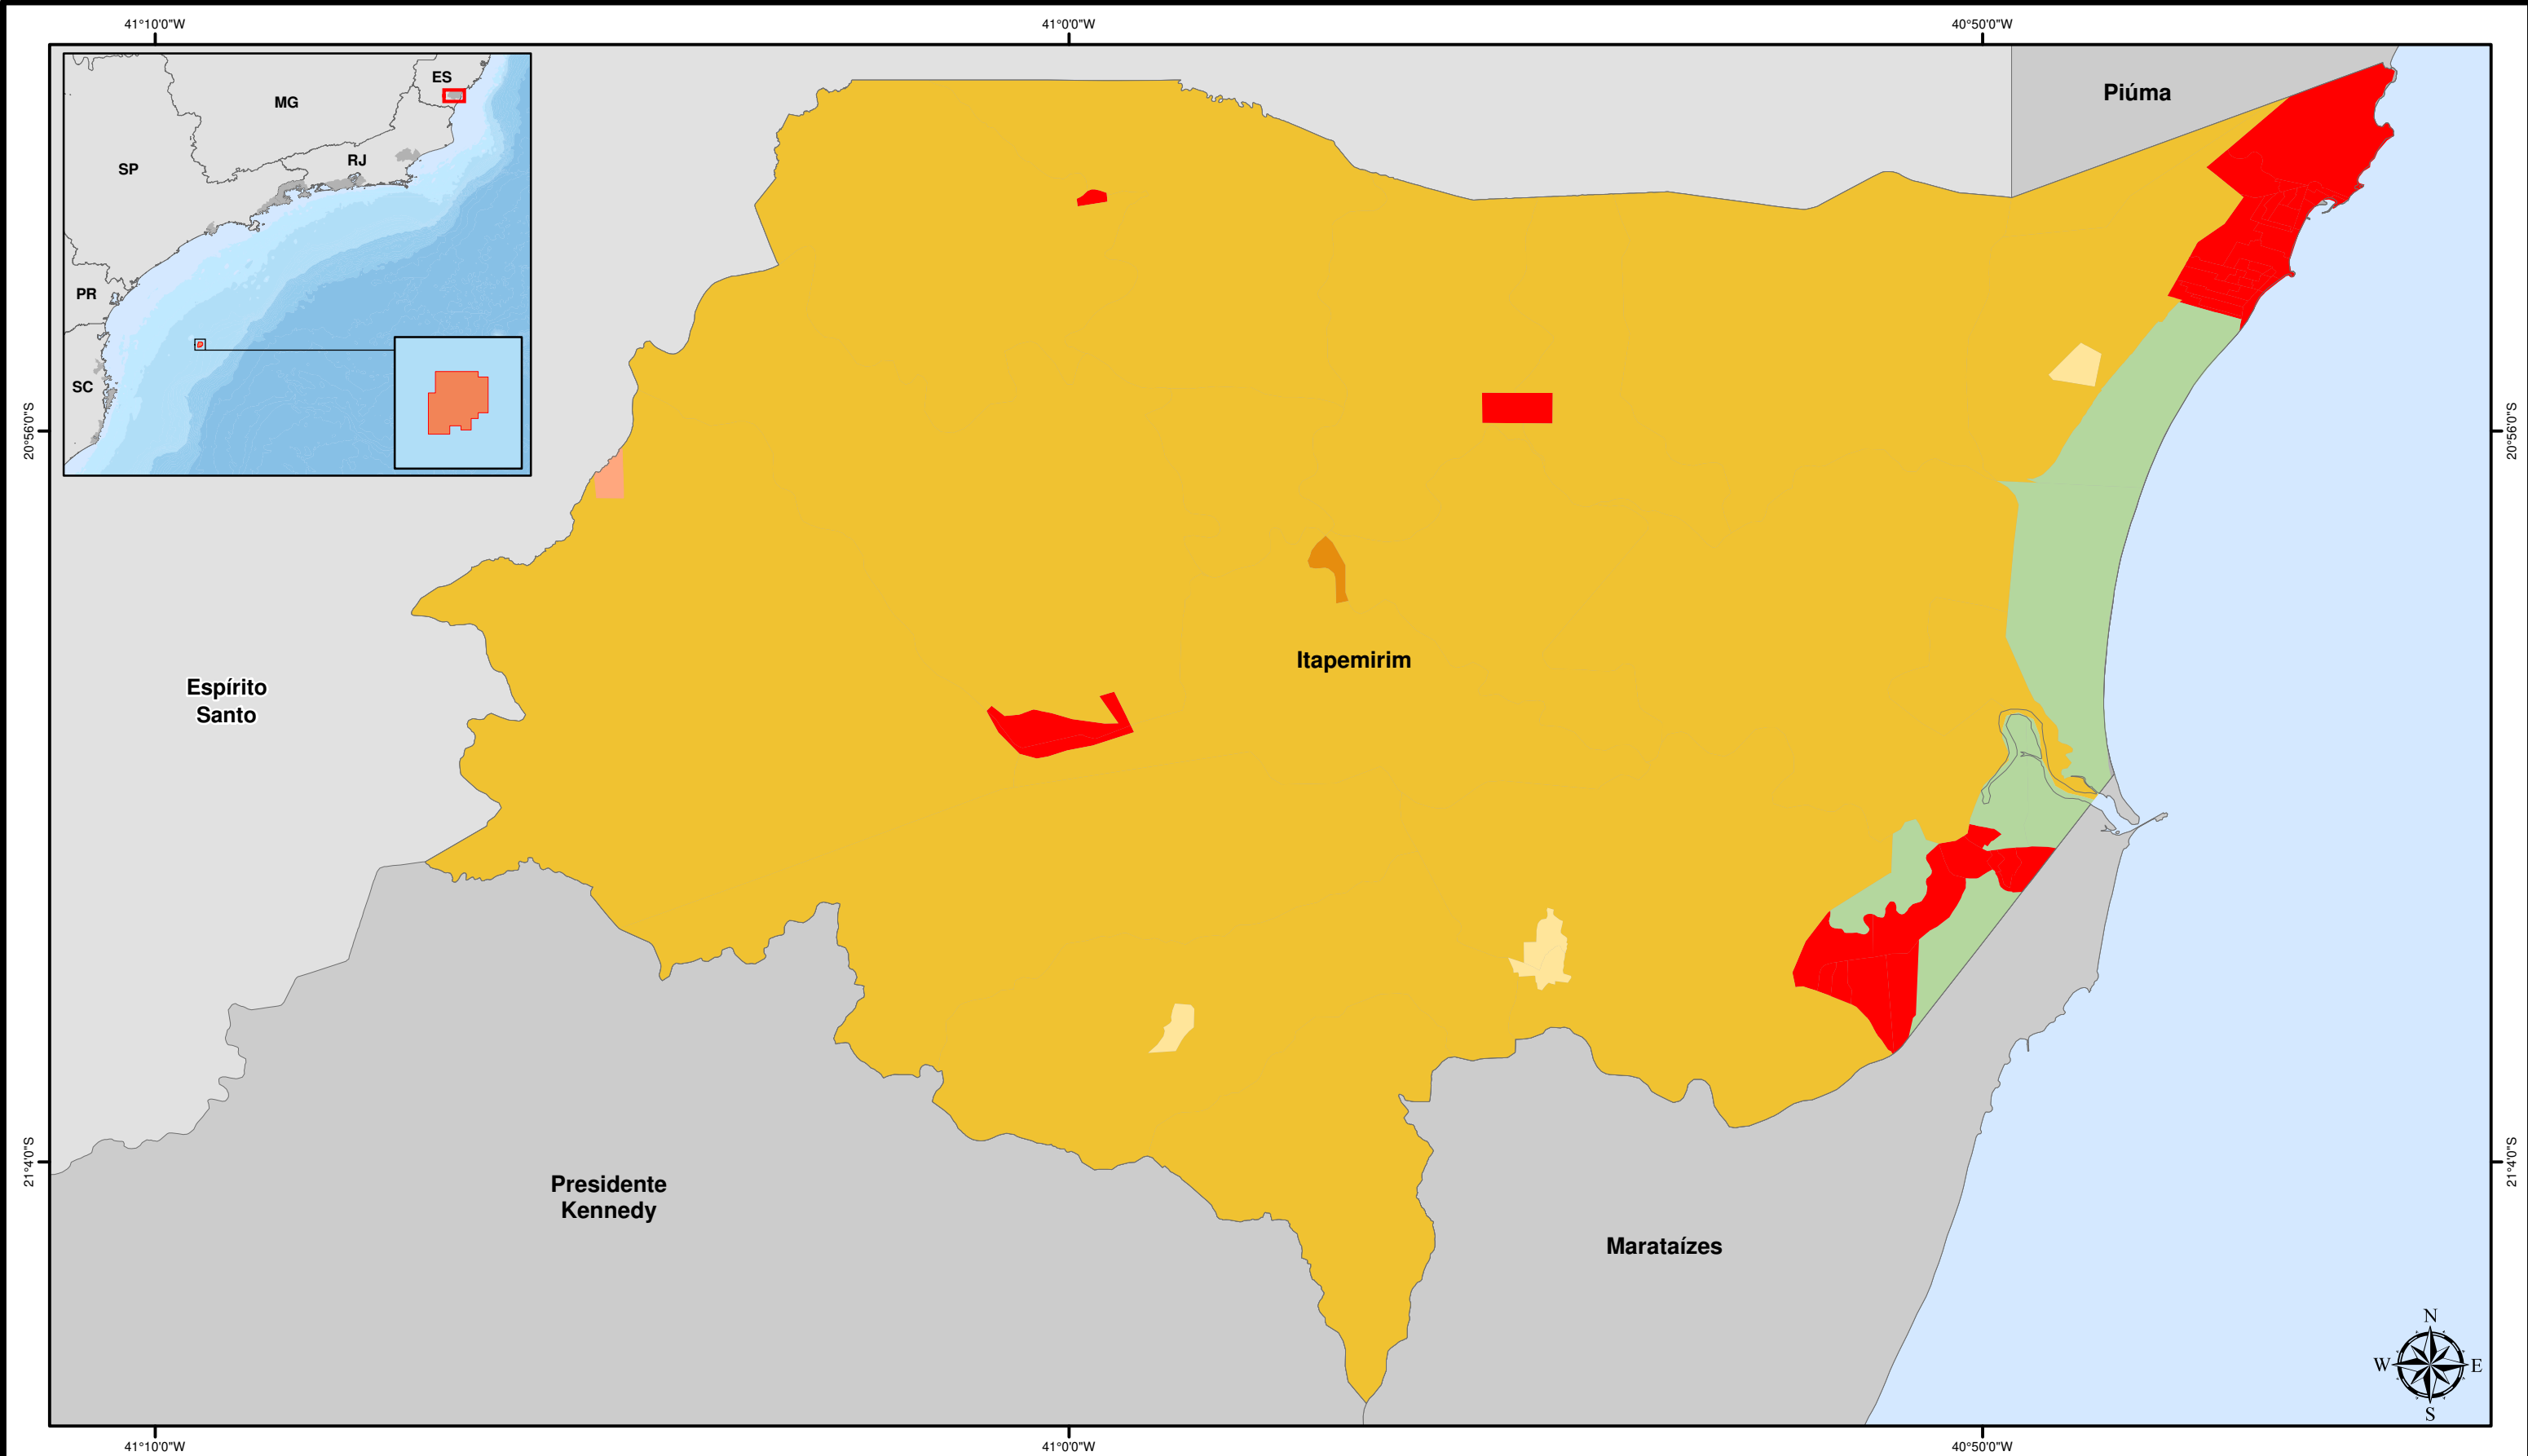 41°10'0"W
41°0'0"W
40°50'0"W
ES
MG
SP
RJ
PR
SC
Piúma
20°56'0"S
20°56'0"S
Itapemirim
Espírito
Santo
21°4'0"S
21°4'0"S
Presidente
Kennedy
Marataízes
N
W
E
S
41°10'0"W
41°0'0"W
40°50'0"W